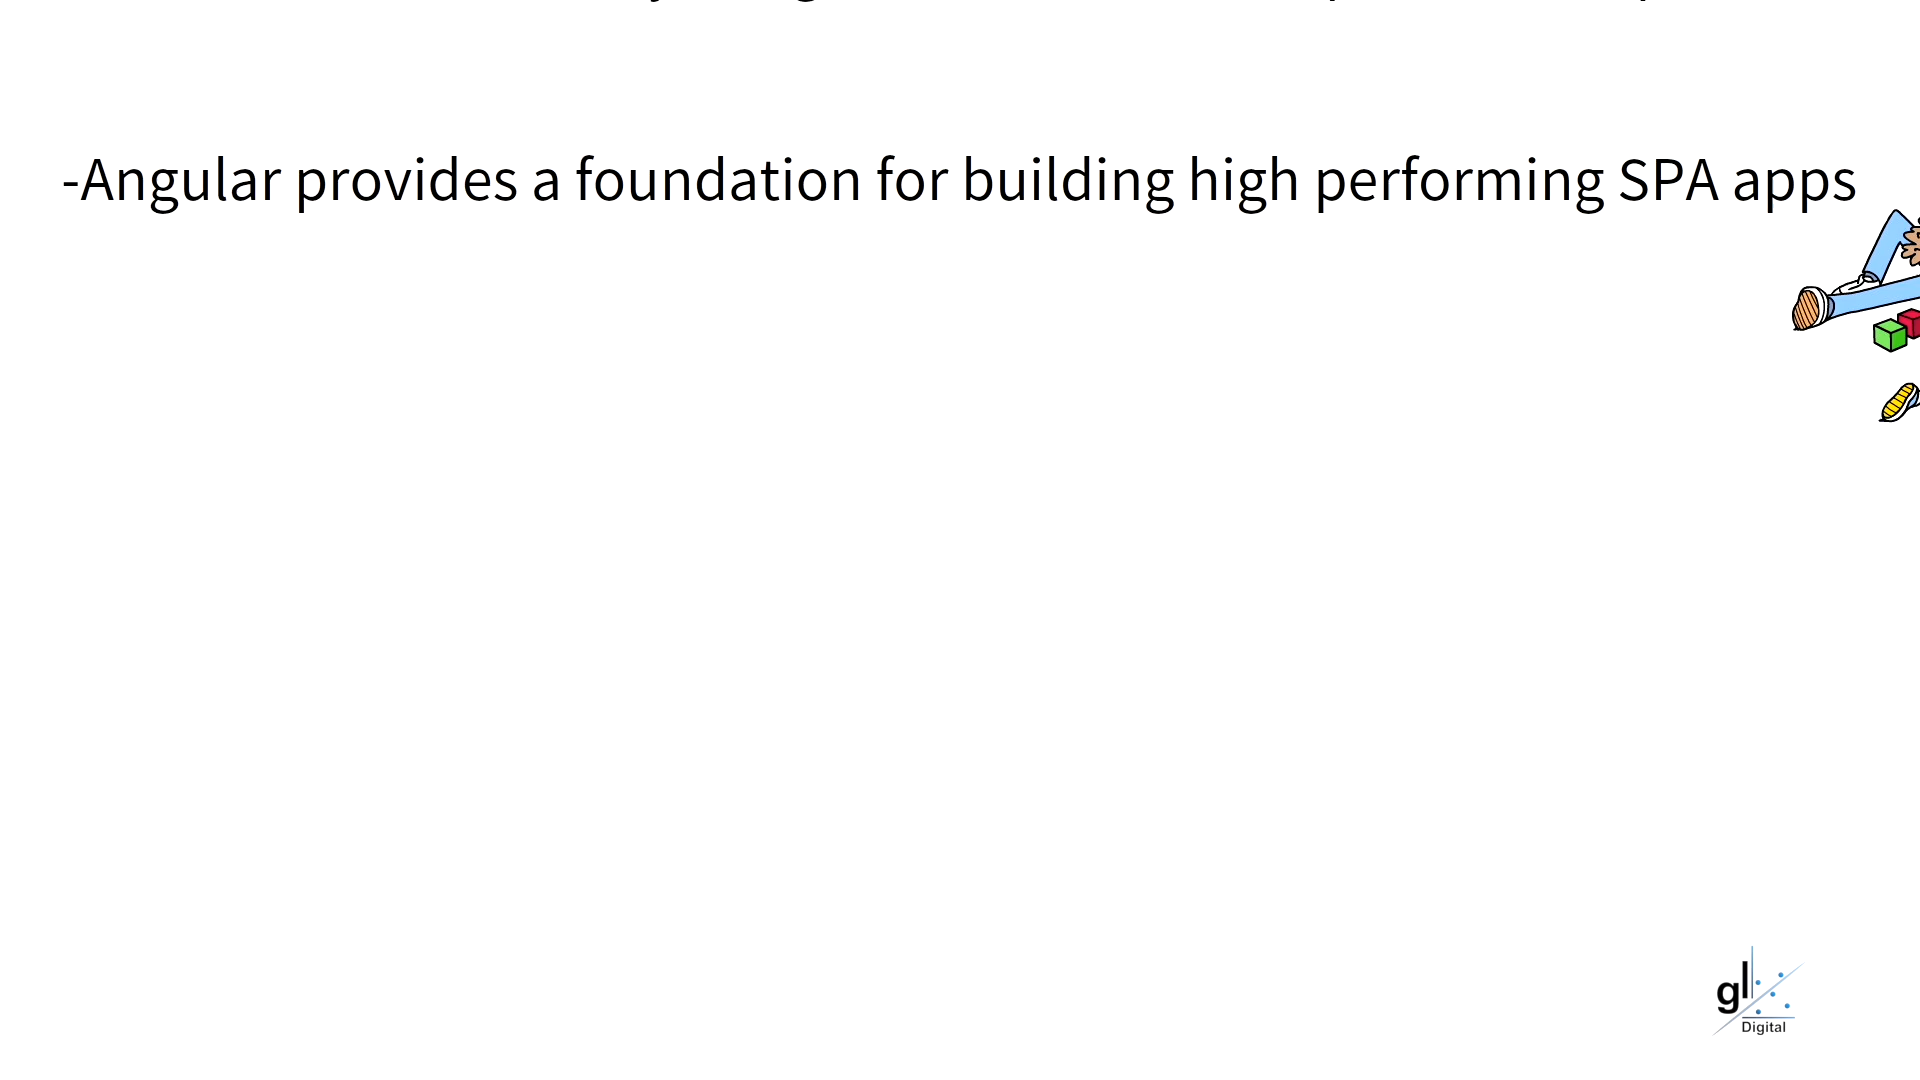 -Angular provides a foundation for building high performing SPA apps
gl
Digital